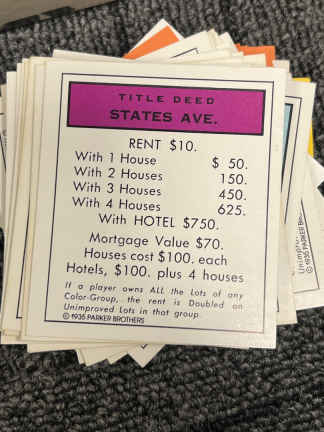 TITLE DEED
STATES AVE.
RENT $10.
With 1 House $ 50.
With 2 Houses 150.
With 3 Houses 450.
With 4 Houses 625.
With HOTEL $750.
Mortgage Value $70.
Houses cost $100. each
Hotels, $100. plus 4 houses
If a player owns ALL the Lots of any
Color-Group, the rent is Doubled on
Unimproved Lots in that group.
© 1935 PARKER BROTHERS
© 1935 PARKER